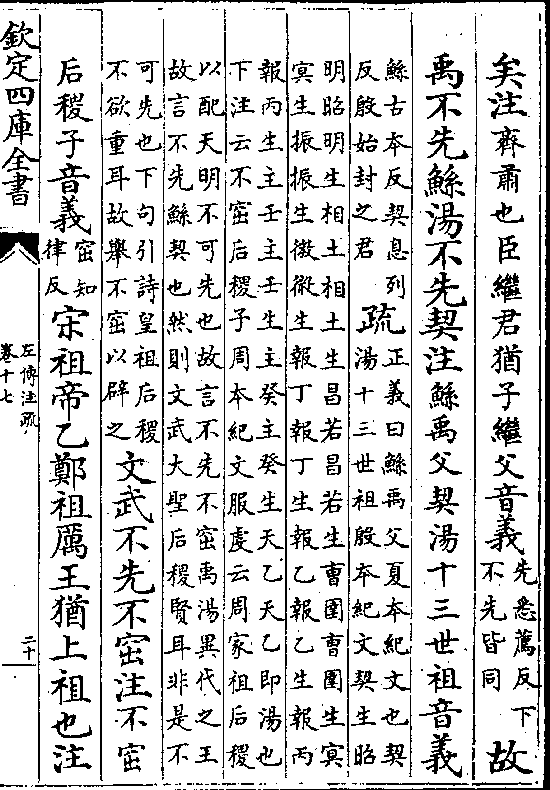 矣注齊肅也臣繼君猶子繼父音義
先悉薦反下
不先皆同
故
禹不先鯀湯不先契注鯀禹父契湯十三世祖音義
鯀古本反契息列
反殷始封之君
疏
正義曰鯀禹父夏本紀文也契
湯十三世祖殷本紀文契生昭
明昭明生相土相土生昌若昌若生曹圉曹圉生冥
冥生振振生微微生報丁報丁生報乙報乙生報丙
報丙生主壬主壬生主癸主癸生天乙天乙即湯也
下注云不窋后稷子周本紀文服虔云周家祖后稷
以配天明不可先也故言不先不窋禹湯異代之王
故言不先鯀契也然則文武大聖后稷賢耳非是不
可先也下句引詩皇祖后稷
不欲重耳故舉不窋以辟之
文武不先不窋注不窋
后稷子音義
窋知
律反
宋祖帝乙鄭祖厲王猶上祖也注
欽定四庫全書
左傳注疏
卷十七
二十